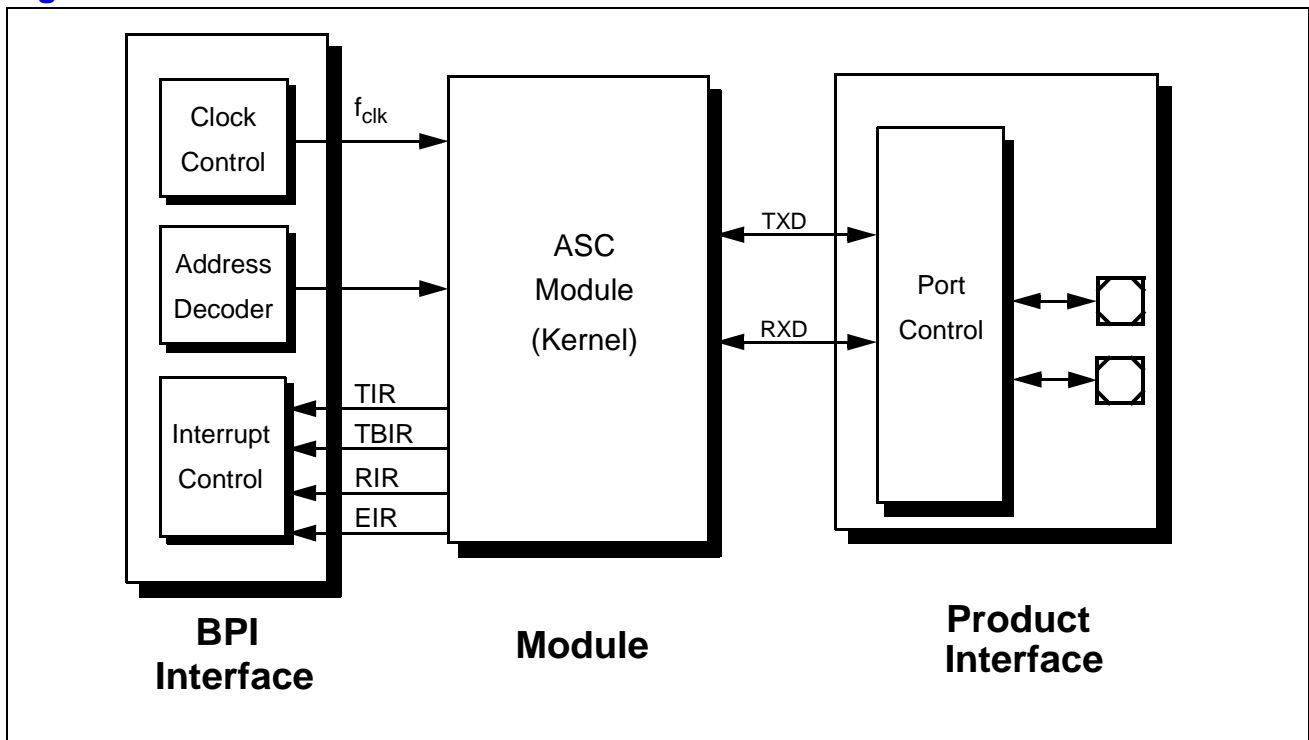 Clock
Control
f_clk
Address
Decoder
Interrupt
Control
TIR
TBIR
RIR
EIR
ASC
Module
(Kernel)
TXD
RXD
Port
Control
BPI
Interface
Module
Product
Interface